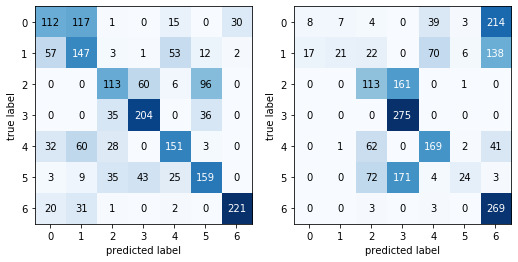 0 112 117 1 0 15 0 30
1 57 147 3 1 53 12 2
2 0 0 113 60 6 96 0
3 0 0 35 204 0 36 0
4 32 60 28 0 151 3 0
5 3 9 35 43 25 159 0
6 20 31 1 0 2 0 221
0 1 2 3 4 5 6
true label
predicted label
0 8 7 4 0 39 3 214
1 17 21 22 0 70 6 138
2 0 0 113 161 0 1 0
3 0 0 0 275 0 0 0
4 0 1 62 0 169 2 41
5 0 0 72 171 4 24 3
6 0 0 3 0 3 0 269
0 1 2 3 4 5 6
true label
predicted label